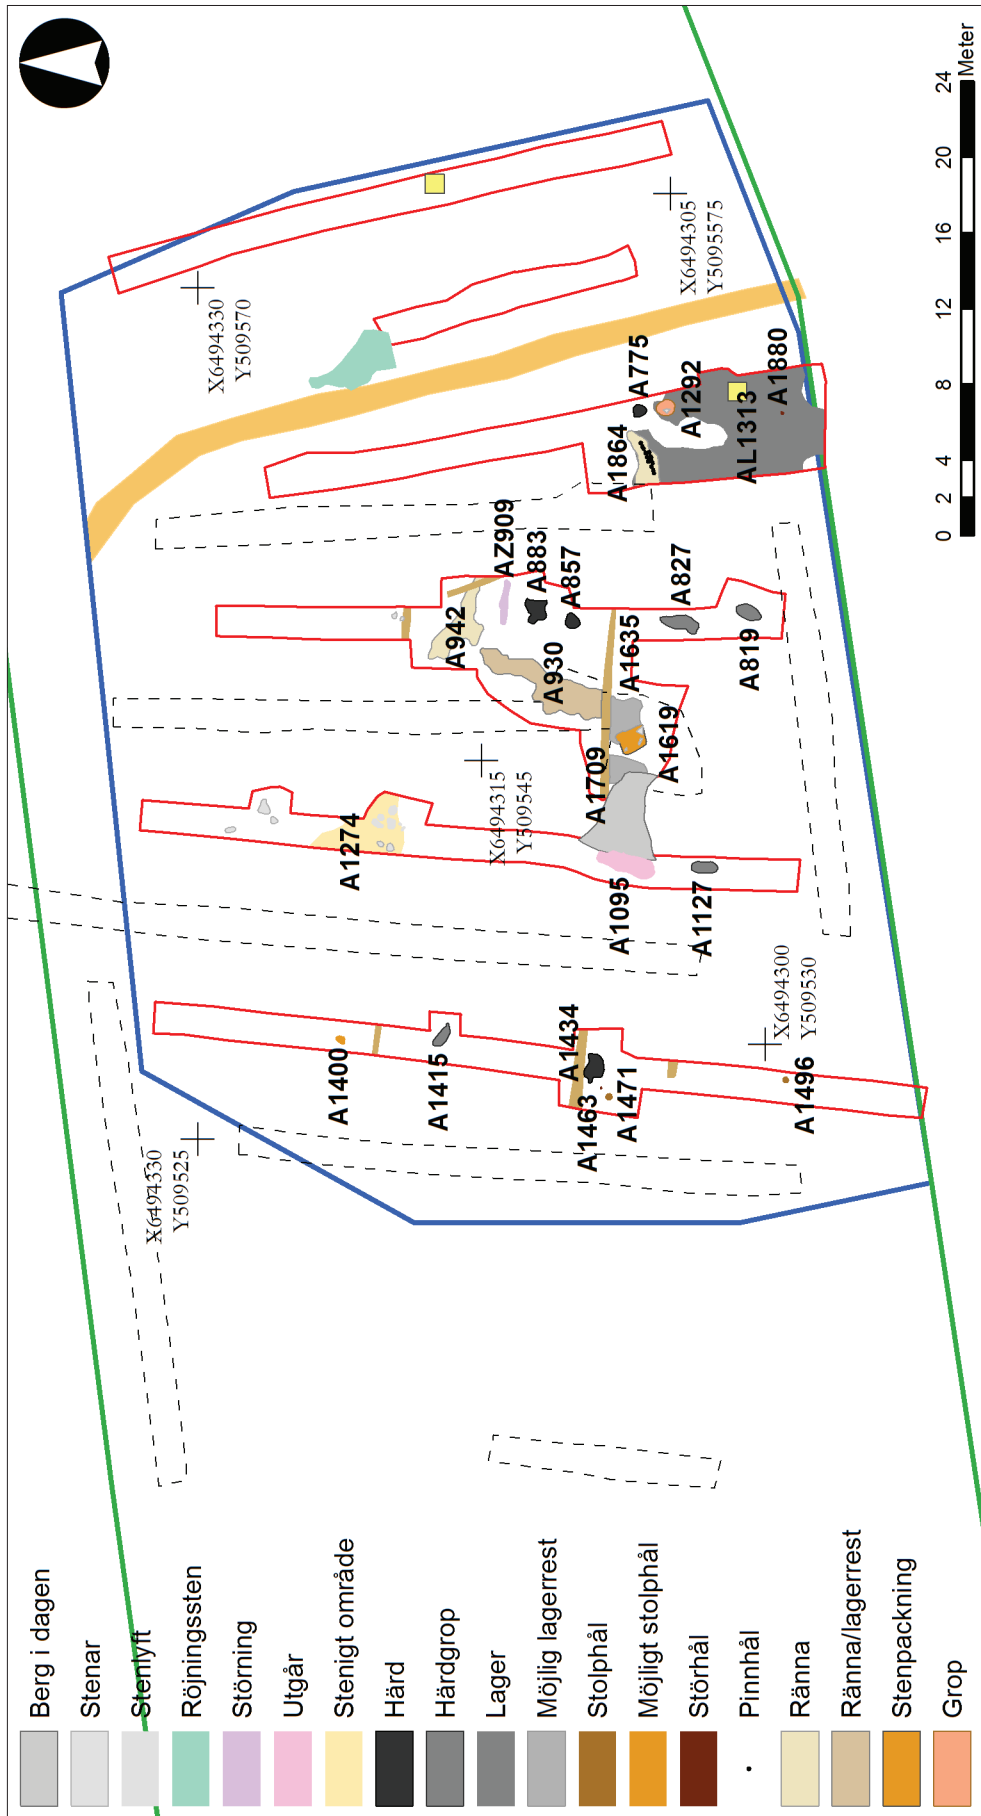 Berg i dagen
Stenar
Stenlyft
Röjningssten
Störning
Utgår
Stenigt område
Härd
Härdgrop
Lager
Möjlig lagerrest
Stolphål
Möjligt stolphål
Störhål
Pinnhål
Ränna
Ränna/lagerrest
Stenpackning
Grop
X6494330
Y509525
A1400
A1415
A1463
A1434
A1471
A1496
X6494300
Y509530
A1274
X6494315
Y509545
A1095
A1127
A1709
A1619
A942
AZ909
A883
A930
A857
A1635
A827
A819
X6494330
Y509570
A1864
A775
A1292
AL1313
A1880
X6494305
Y5095575
0 2 4 8 12 16 20 24
Meter